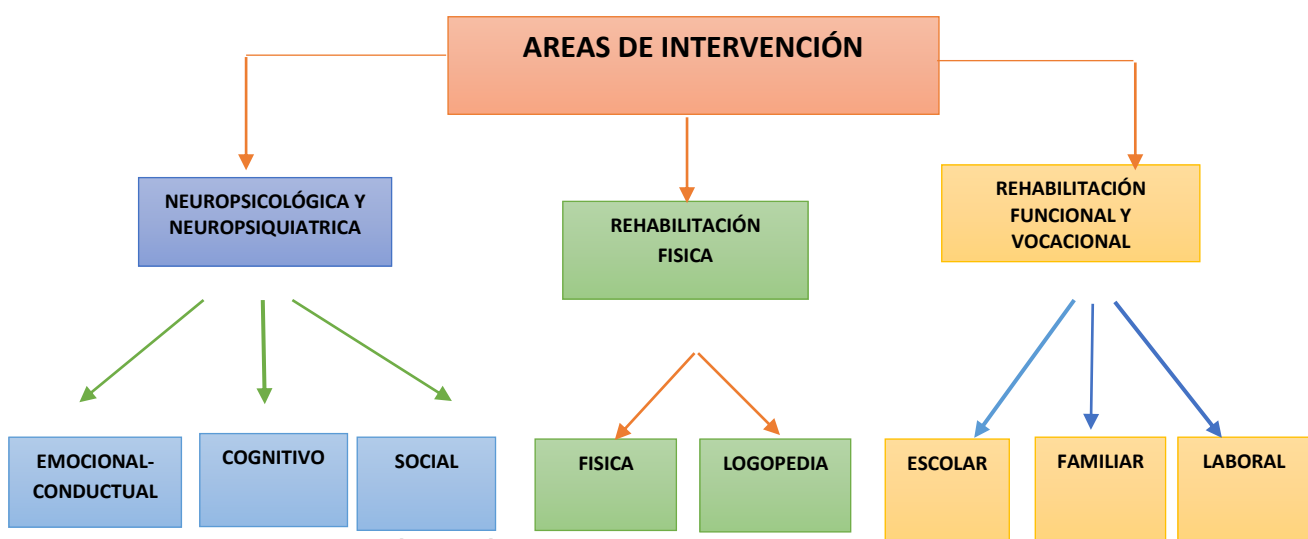 AREAS DE INTERVENCIÓN
NEUROPSICOLÓGICA Y
NEUROPSIQUIATRICA
REHABILITACIÓN
FISICA
REHABILITACIÓN
FUNCIONAL Y
VOCACIONAL
EMOCIONAL-
CONDUCTUAL
COGNITIVO
SOCIAL
FISICA
LOGOPEDIA
ESCOLAR
FAMILIAR
LABORAL